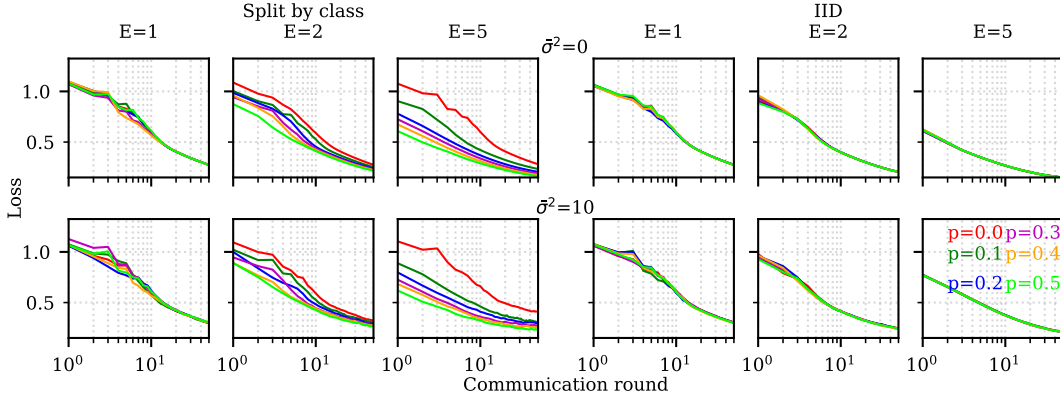 Split by class
IID
E=1
E=2
E=5
E=1
E=2
E=5
σ̄²=0
1.0
0.5
Loss
σ̄²=10
1.0
0.5
p=0.0 p=0.3
p=0.1 p=0.4
p=0.2 p=0.5
10⁰ 10¹ 10⁰ 10¹ 10⁰ 10¹ 10⁰ 10¹ 10⁰ 10¹ 10⁰ 10¹
Communication round